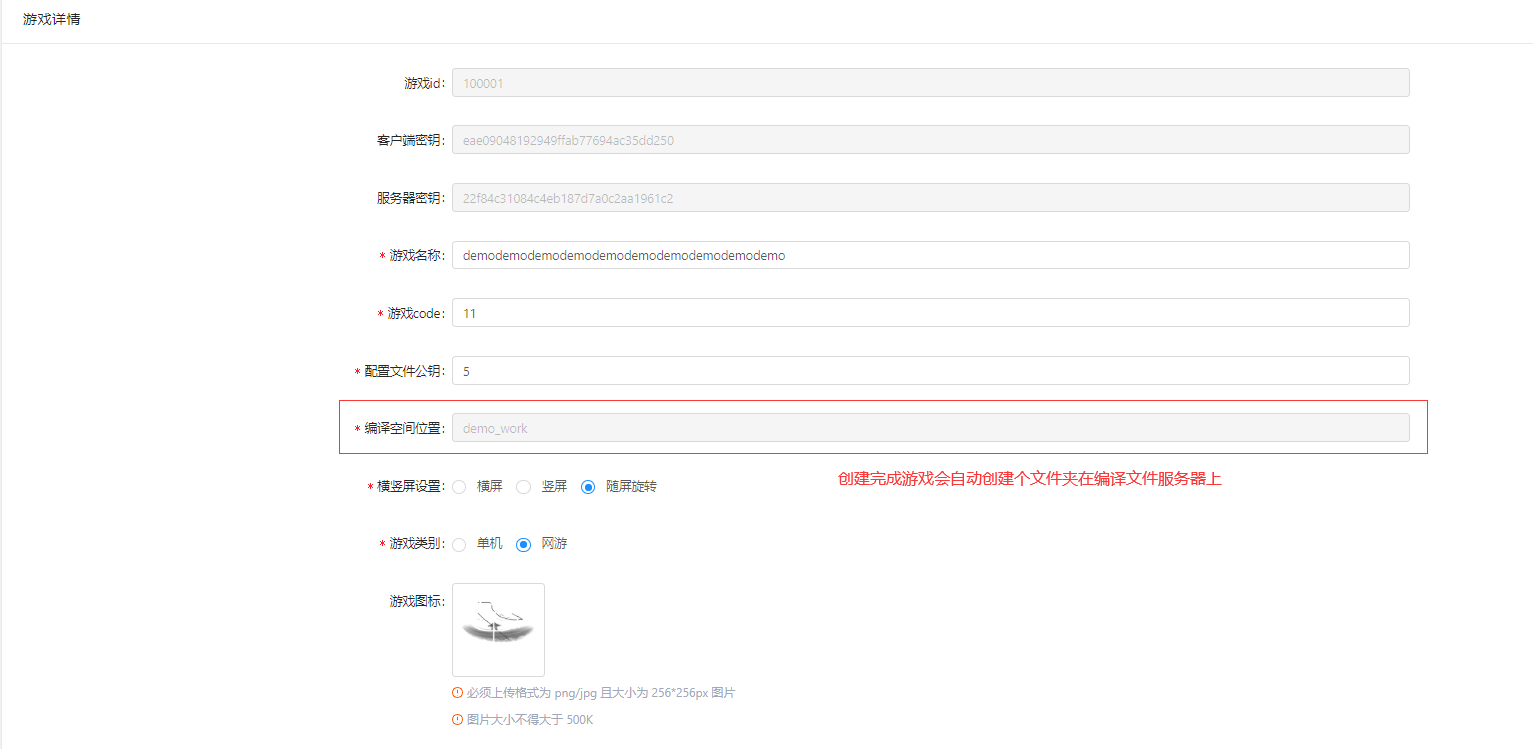 游戏详情
游戏id: 100001
客户端密钥: eae09048192949ffab77694ac35dd250
服务器密钥: 22f84c31084c4eb187d7a0c2aa1961c2
* 游戏名称: demodemodemodemodemodemodemodemodemo
* 游戏code: 11
* 配置文件公钥: 5
* 编译空间位置: demo_work
* 横竖屏设置: 横屏 竖屏 随屏旋转
创建完成游戏会自动创建个文件夹在编译文件服务器上
* 游戏类别: 单机 网游
游戏图标:
必须上传格式为 png/jpg 且大小为 256*256px 图片
图片大小不得大于 500K